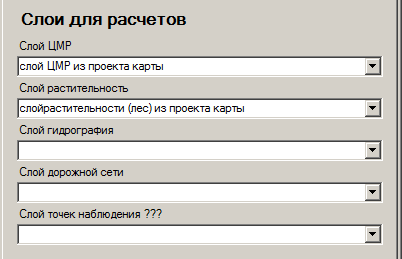 Слои для расчетов
Слой ЦМР
слой ЦМР из проекта карты
Слой растительность
слойрастительности (лес) из проекта карты
Слой гидрография
Слой дорожной сети
Слой точек наблюдения ???